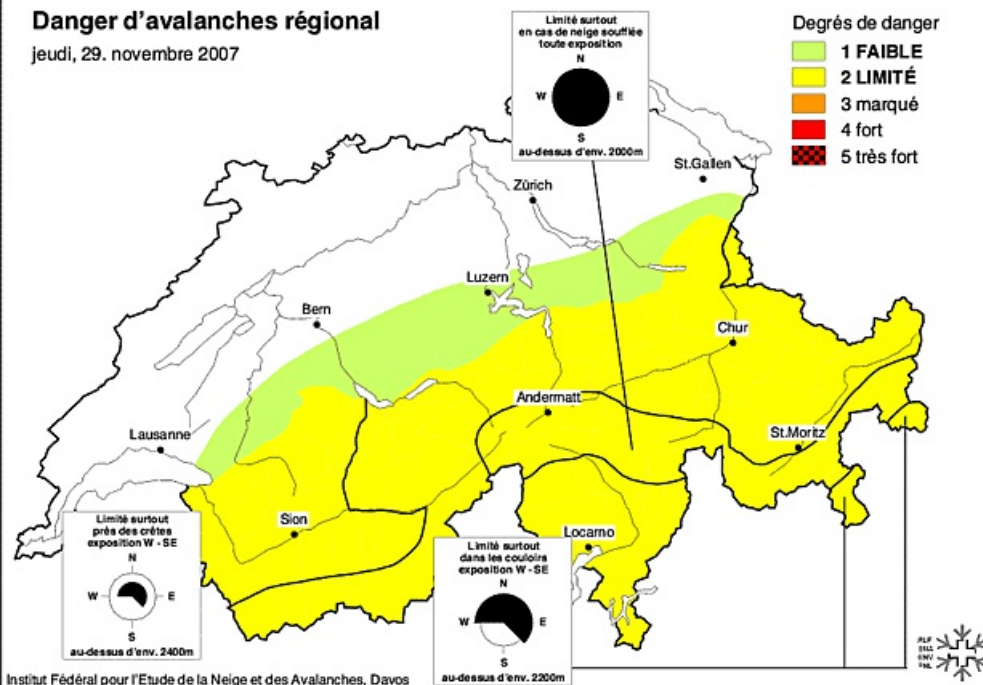 Danger d'avalanches régional
jeudi, 29. novembre 2007
Limité surtout
en cas de neige soufflée
toute exposition
N
W E
S
au-dessus d'env. 2000m
Degrés de danger
1 FAIBLE
2 LIMITÉ
3 marqué
4 fort
5 très fort
St.Gallen
Zürich
Luzern
Bern
Chur
Andermatt
Lausanne
St.Moritz
Sion
Locarno
Limité surtout
près des crêtes
exposition W - SE
N
W E
S
au-dessus d'env. 2400m
Limité surtout
dans les couloirs
exposition W - SE
N
W E
S
au-dessus d'env. 2200m
Institut Fédéral pour l'Etude de la Neige et des Avalanches, Davos